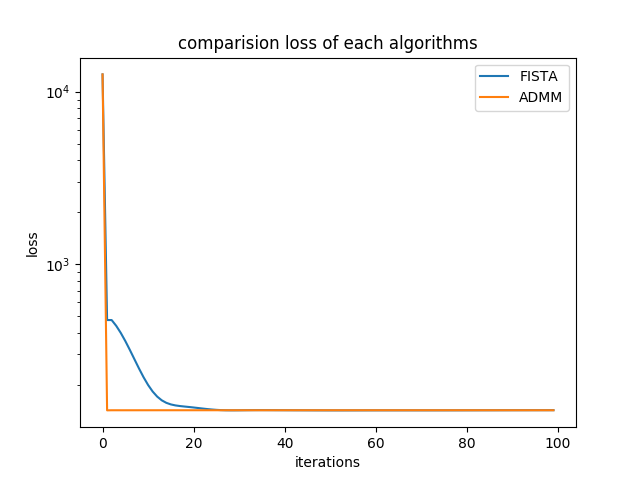 comparision loss of each algorithms
FISTA
ADMM
10^4
10^3
loss
0 20 40 60 80 100
iterations